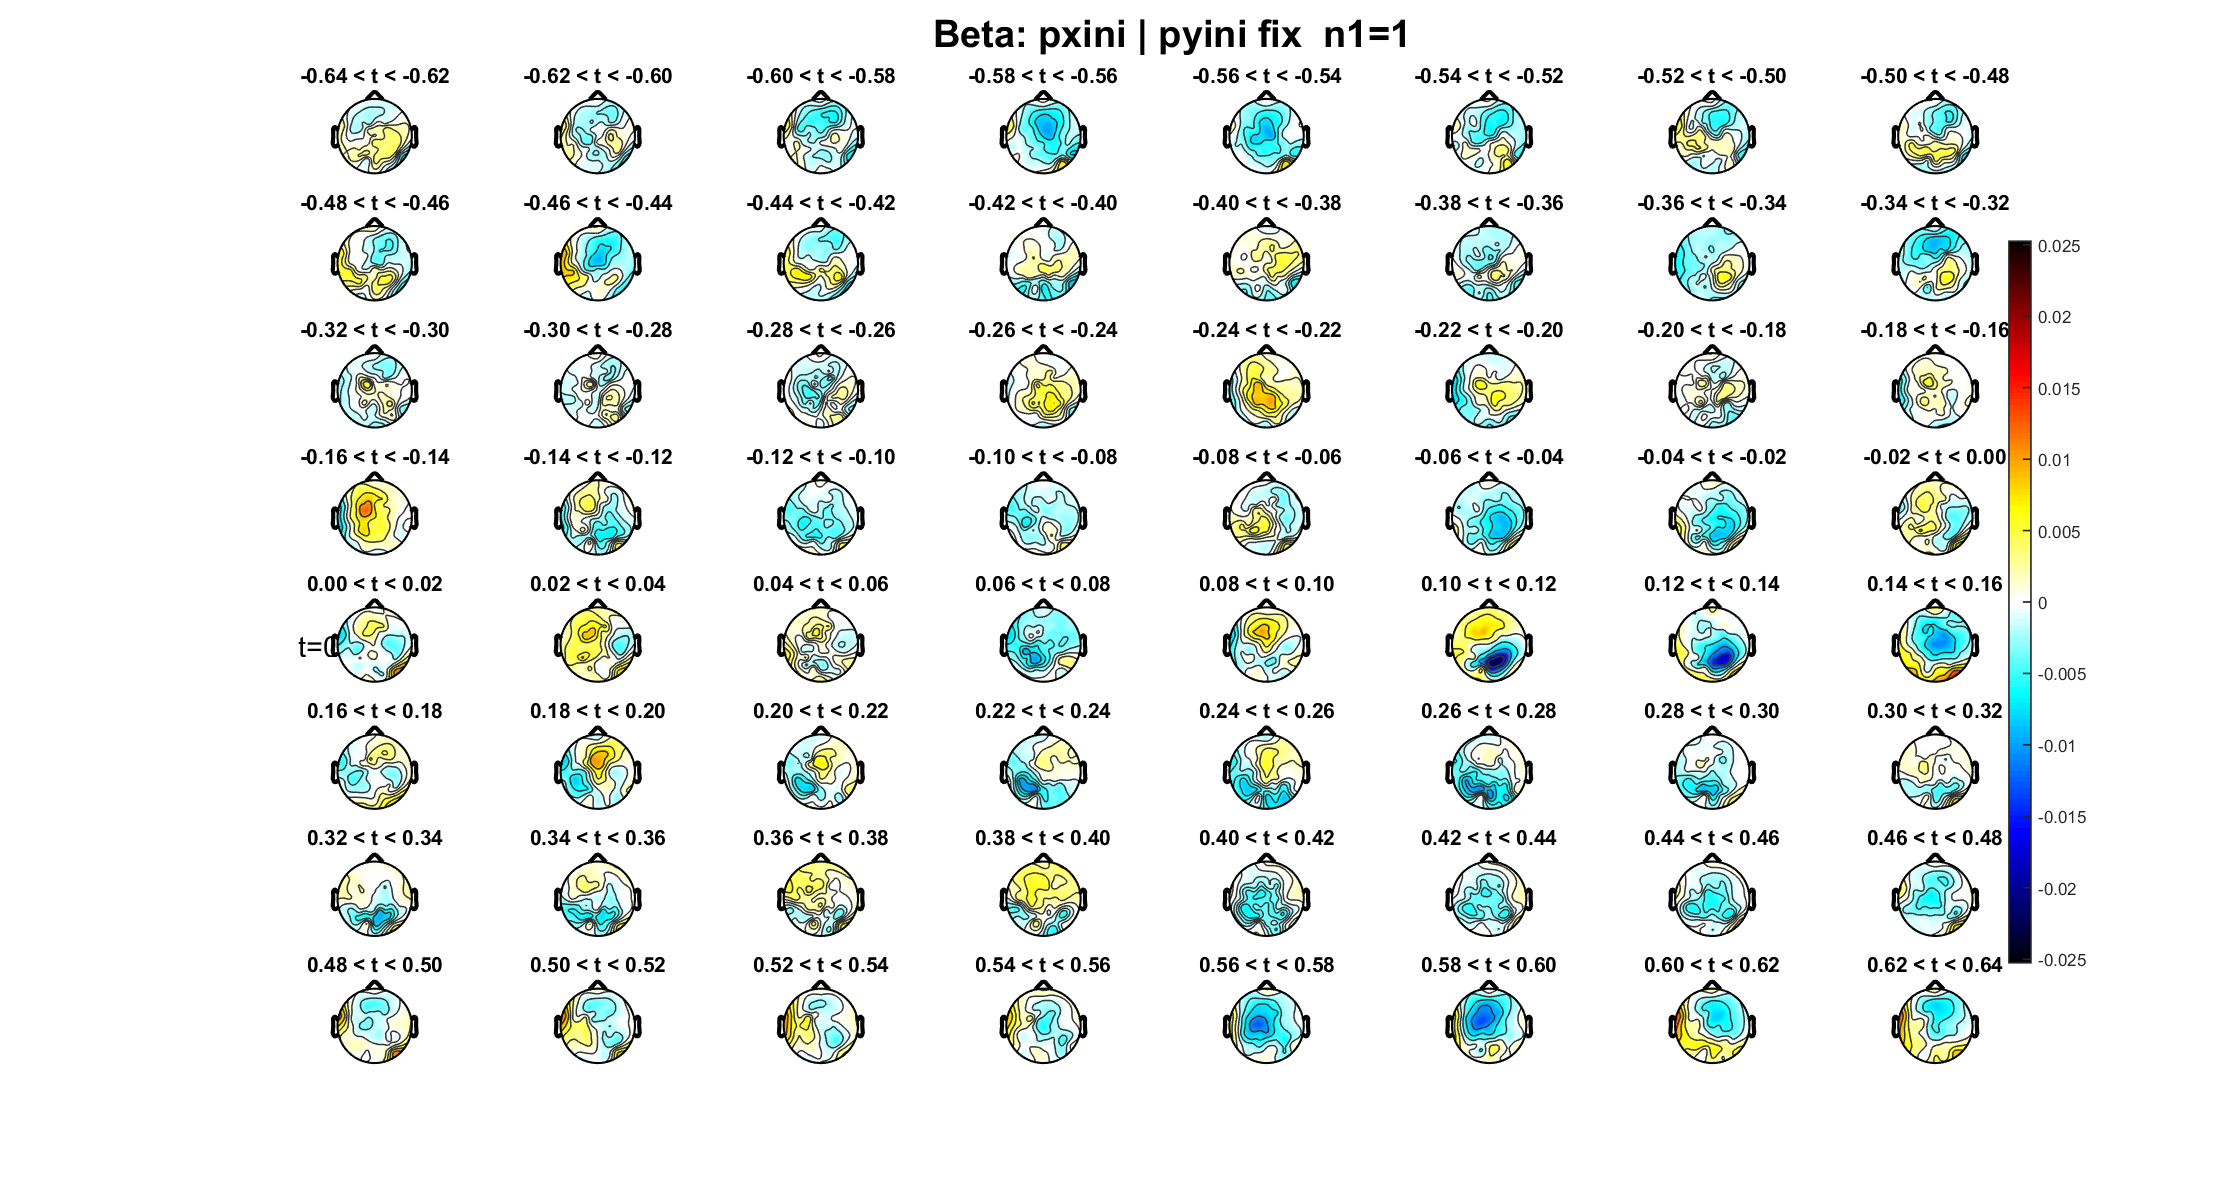 Beta: pxini | pyini fix  n1=1
-0.64 < t < -0.62
-0.62 < t < -0.60
-0.60 < t < -0.58
-0.58 < t < -0.56
-0.56 < t < -0.54
-0.54 < t < -0.52
-0.52 < t < -0.50
-0.50 < t < -0.48
-0.48 < t < -0.46
-0.46 < t < -0.44
-0.44 < t < -0.42
-0.42 < t < -0.40
-0.40 < t < -0.38
-0.38 < t < -0.36
-0.36 < t < -0.34
-0.34 < t < -0.32
-0.32 < t < -0.30
-0.30 < t < -0.28
-0.28 < t < -0.26
-0.26 < t < -0.24
-0.24 < t < -0.22
-0.22 < t < -0.20
-0.20 < t < -0.18
-0.18 < t < -0.16
-0.16 < t < -0.14
-0.14 < t < -0.12
-0.12 < t < -0.10
-0.10 < t < -0.08
-0.08 < t < -0.06
-0.06 < t < -0.04
-0.04 < t < -0.02
-0.02 < t < 0.00
0.00 < t < 0.02
0.02 < t < 0.04
0.04 < t < 0.06
0.06 < t < 0.08
0.08 < t < 0.10
0.10 < t < 0.12
0.12 < t < 0.14
0.14 < t < 0.16
t=0
0.16 < t < 0.18
0.18 < t < 0.20
0.20 < t < 0.22
0.22 < t < 0.24
0.24 < t < 0.26
0.26 < t < 0.28
0.28 < t < 0.30
0.30 < t < 0.32
0.32 < t < 0.34
0.34 < t < 0.36
0.36 < t < 0.38
0.38 < t < 0.40
0.40 < t < 0.42
0.42 < t < 0.44
0.44 < t < 0.46
0.46 < t < 0.48
0.48 < t < 0.50
0.50 < t < 0.52
0.52 < t < 0.54
0.54 < t < 0.56
0.56 < t < 0.58
0.58 < t < 0.60
0.60 < t < 0.62
0.62 < t < 0.64
0.025
0.02
0.015
0.01
0.005
0
-0.005
-0.01
-0.015
-0.02
-0.025